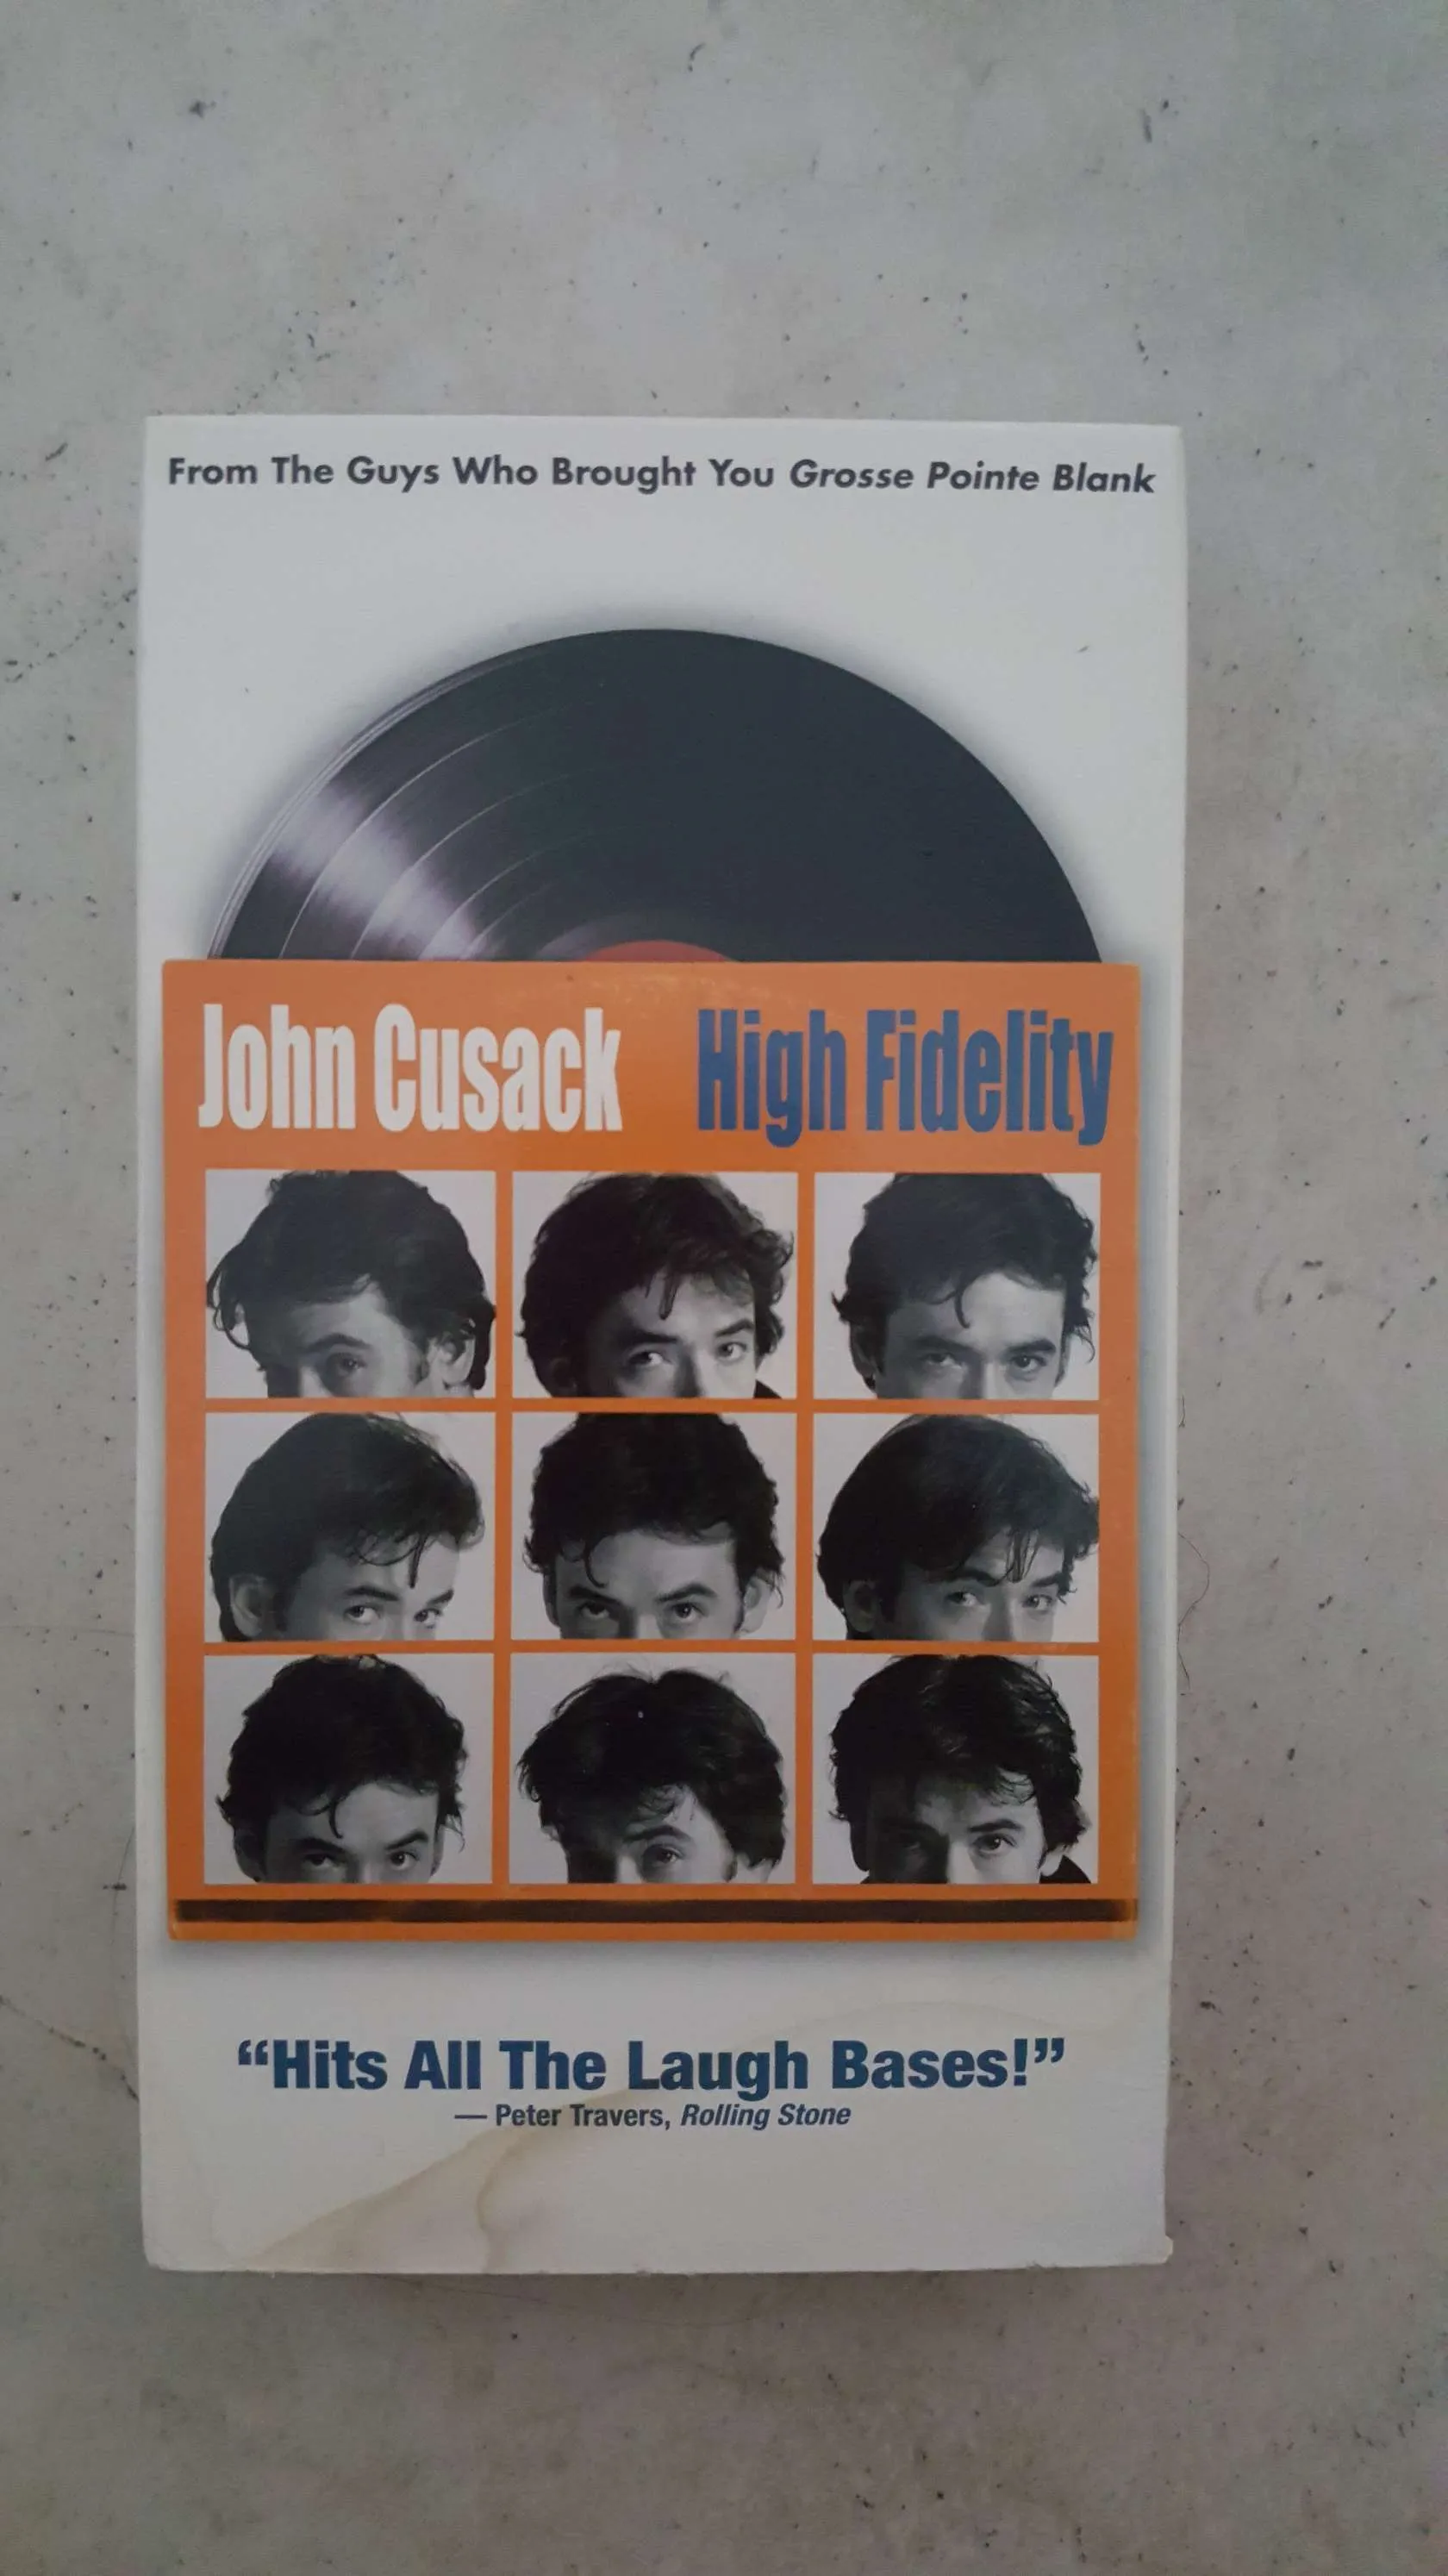 From The Guys Who Brought You Grosse Pointe Blank
John Cusack High Fidelity
“Hits All The Laugh Bases!”
— Peter Travers, Rolling Stone